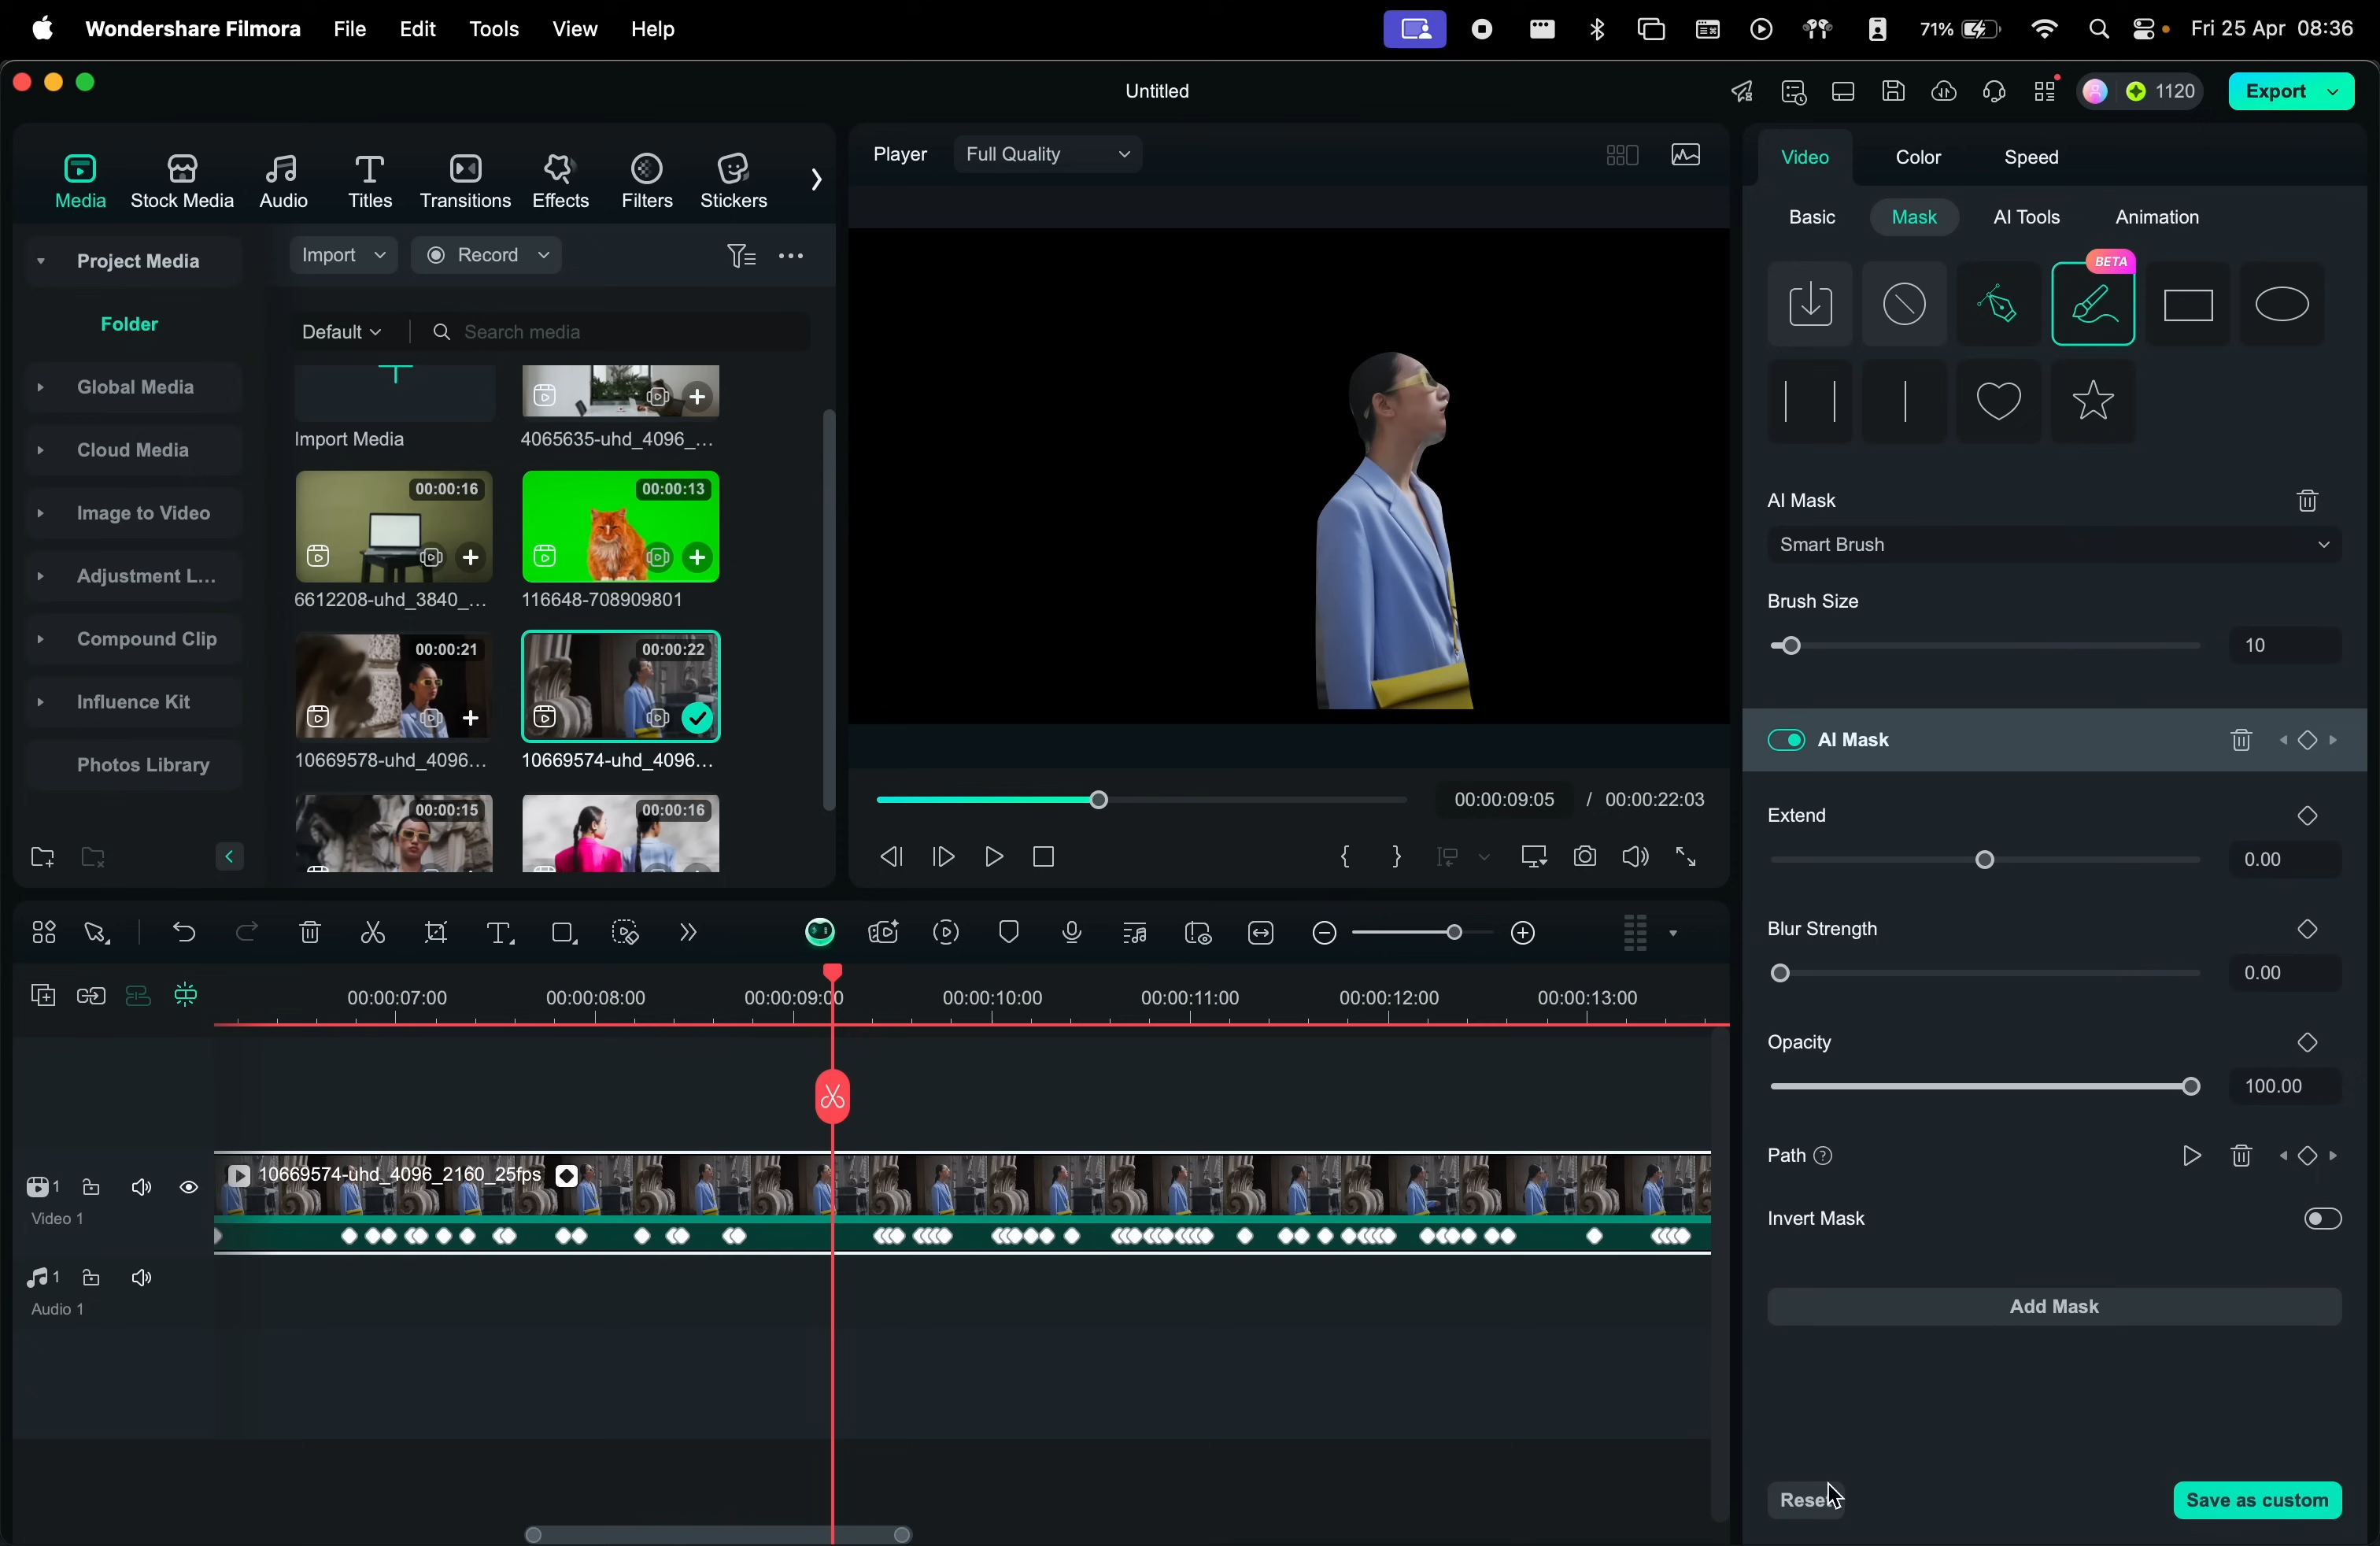 Wondershare Filmora File Edit Tools View Help 71% Fri 25 Apr 08:36
Untitled 1120 Export
Media Stock Media Audio Titles Transitions Effects Filters Stickers
Project Media
Folder
Global Media
Cloud Media
Image to Video
Adjustment L...
Compound Clip
Influence Kit
Photos Library
Import Record
Default Search media
Import Media 4065635-uhd_4096_...
00:00:16 00:00:13
6612208-uhd_3840_... 116648-708909801
00:00:21 00:00:22
10669578-uhd_4096... 10669574-uhd_4096...
00:00:15 00:00:16
Player Full Quality
00:00:09:05 / 00:00:22:03
Video Color Speed
Basic Mask AI Tools Animation
BETA
AI Mask
Smart Brush
Brush Size
10
AI Mask
Extend
0.00
Blur Strength
0.00
Opacity
100.00
Path ?
Invert Mask
Add Mask
Reset Save as custom
00:00:07:00 00:00:08:00 00:00:09:00 00:00:10:00 00:00:11:00 00:00:12:00 00:00:13:00
10669574-uhd_4096_2160_25fps
1
Video 1
1
Audio 1